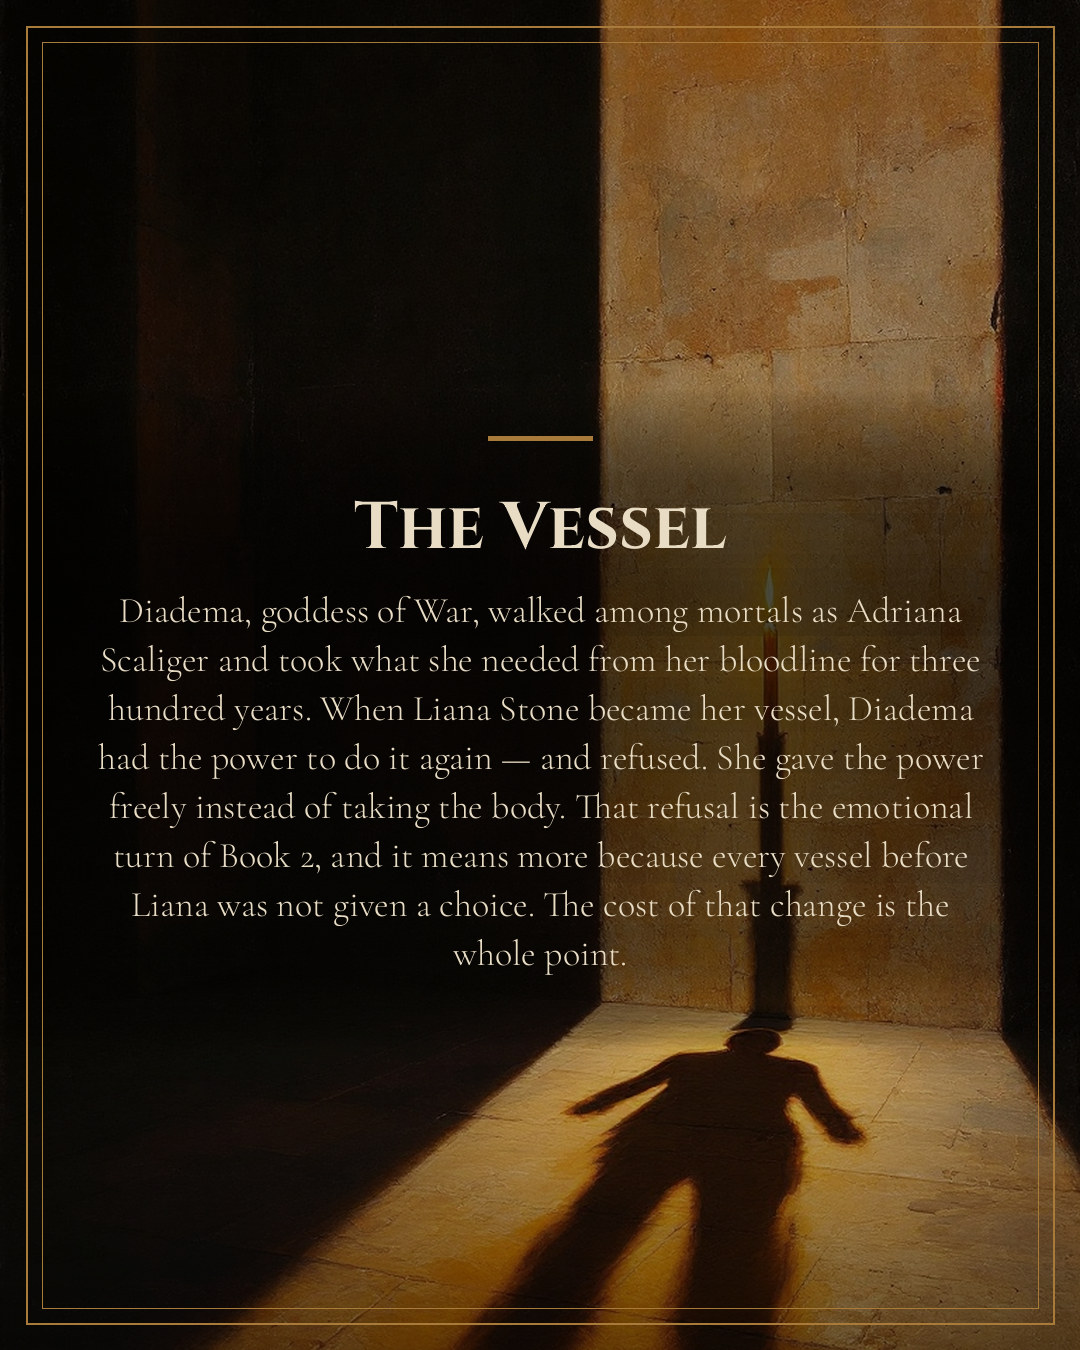 The Vessel
Diadema, goddess of War, walked among mortals as Adriana
Scaliger and took what she needed from her bloodline for three
hundred years. When Liana Stone became her vessel, Diadema
had the power to do it again — and refused. She gave the power
freely instead of taking the body. That refusal is the emotional
turn of Book 2, and it means more because every vessel before
Liana was not given a choice. The cost of that change is the
whole point.